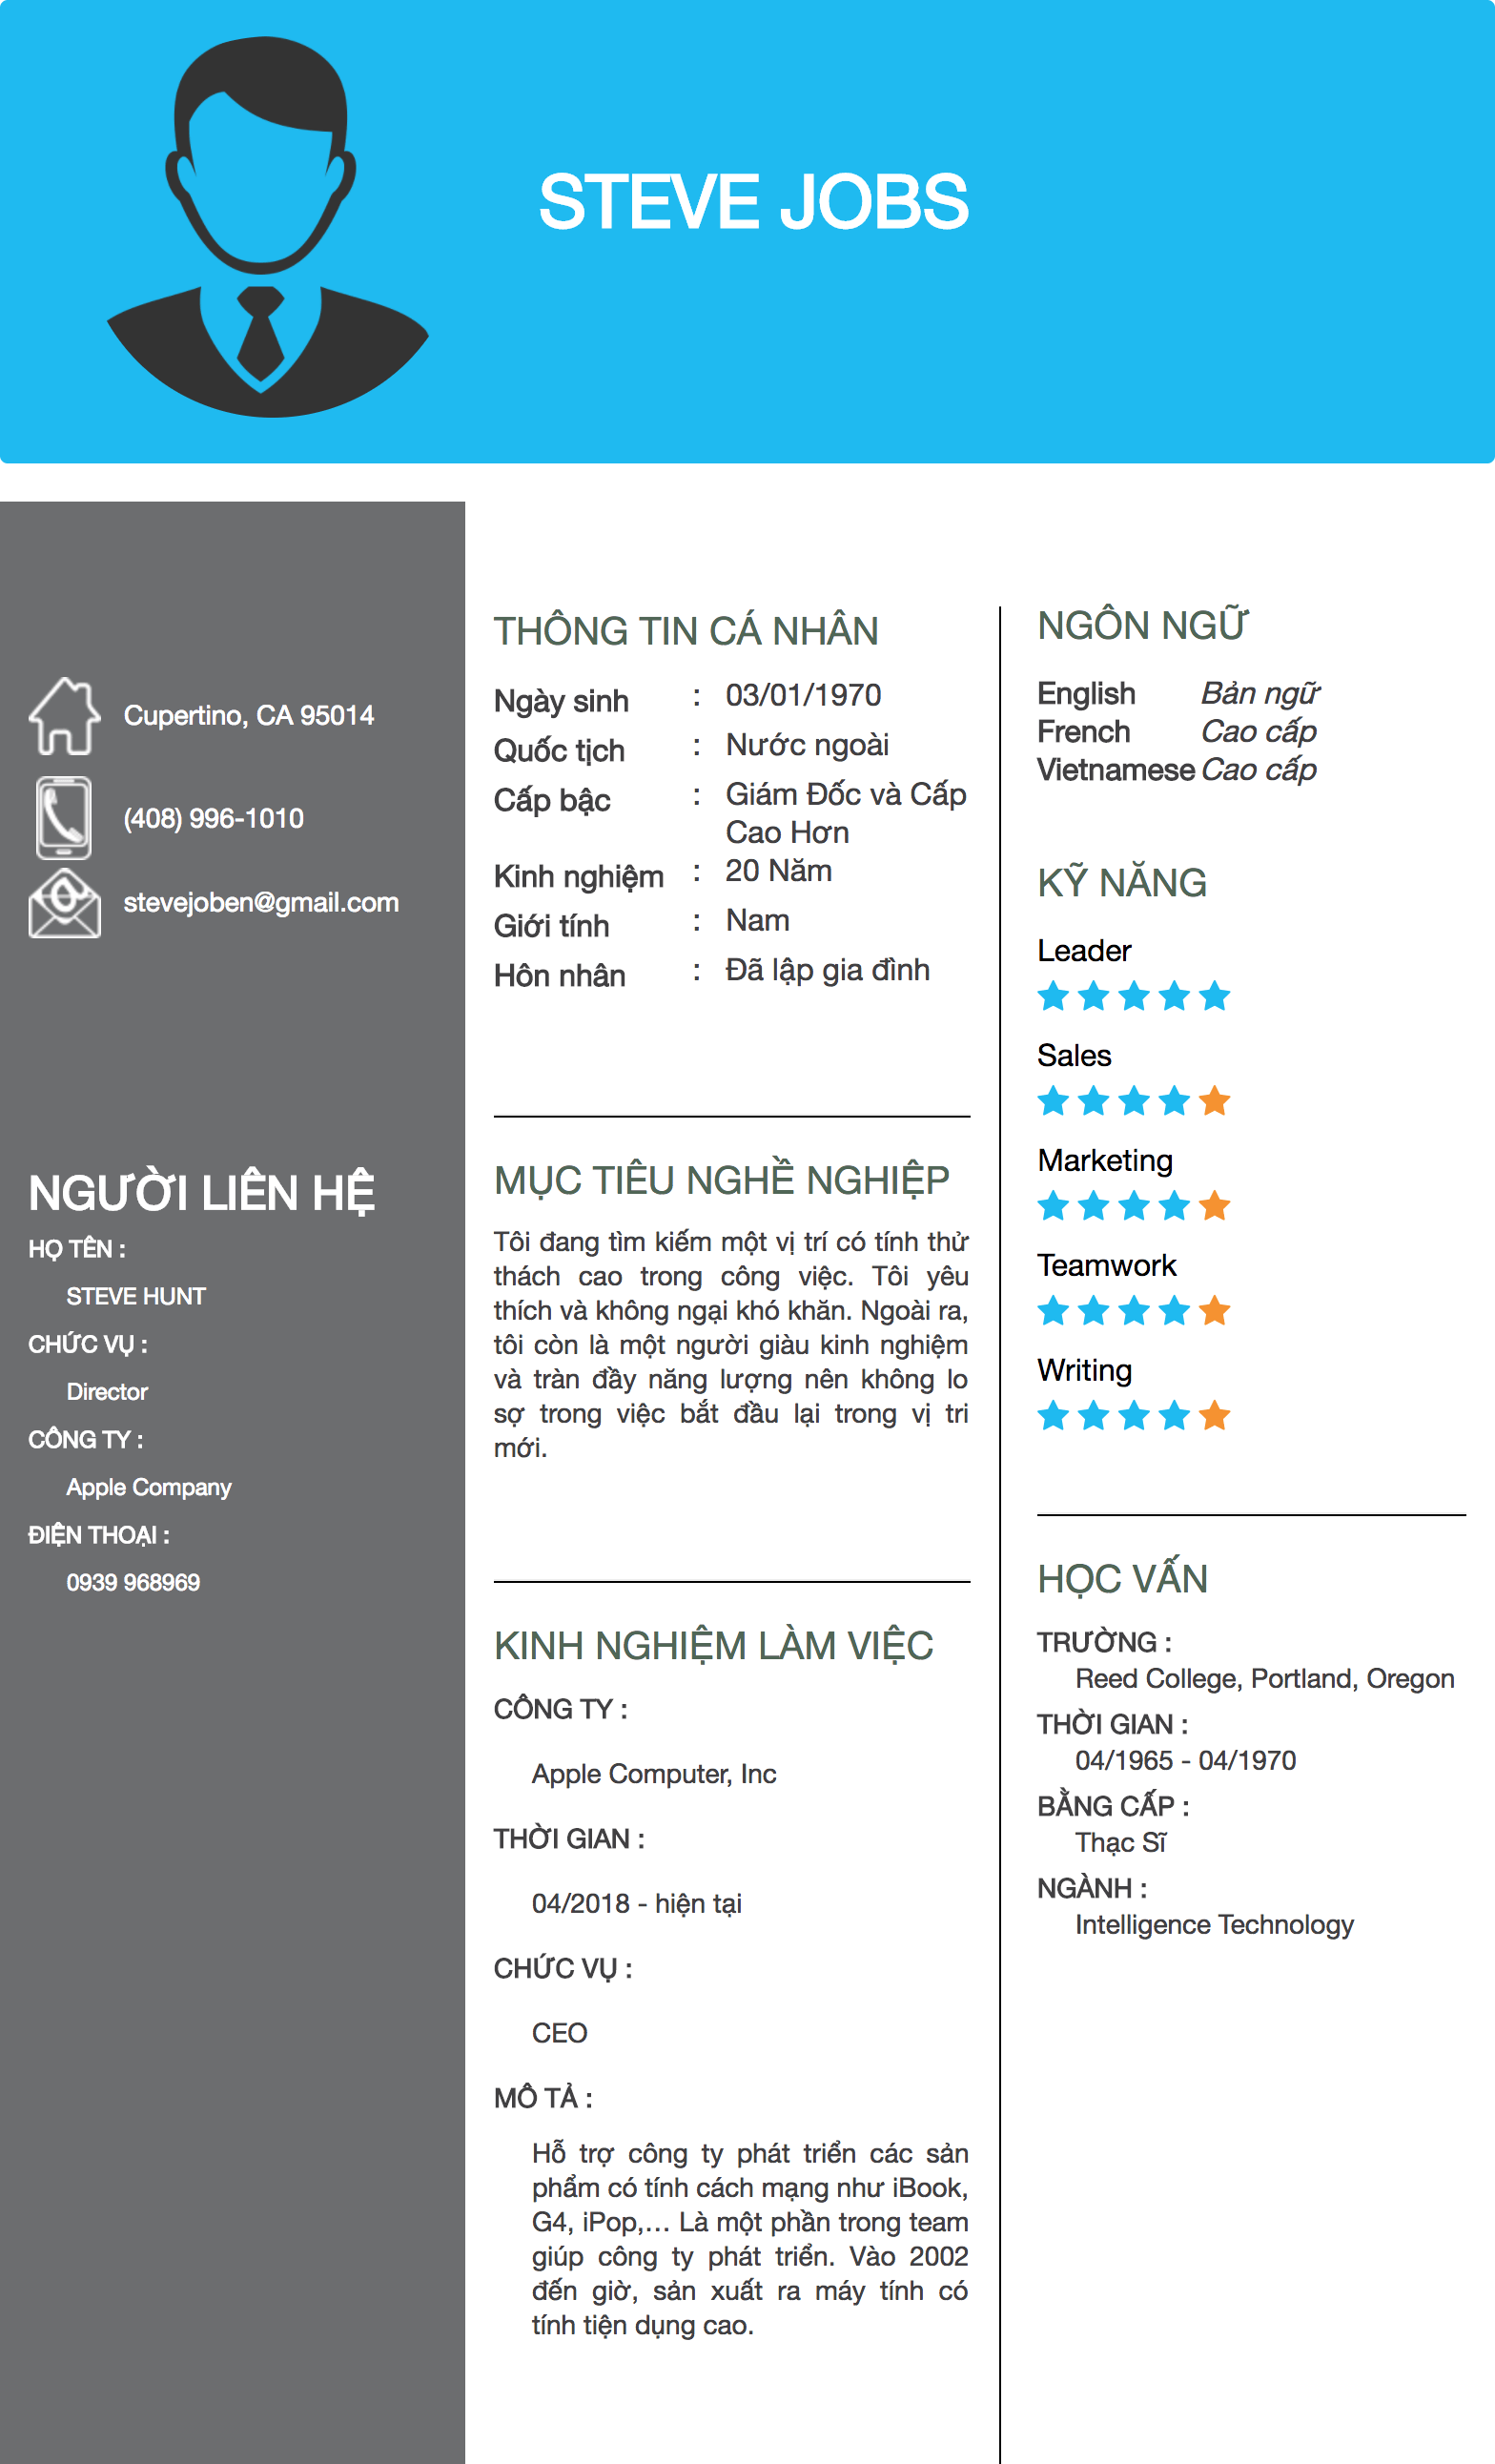 STEVE JOBS
Cupertino, CA 95014
(408) 996-1010
stevejoben@gmail.com
NGƯỜI LIÊN HỆ
HỌ TÊN :
STEVE HUNT
CHỨC VỤ :
Director
CÔNG TY :
Apple Company
ĐIỆN THOẠI :
0939 968969
THÔNG TIN CÁ NHÂN
Ngày sinh : 03/01/1970
Quốc tịch : Nước ngoài
Cấp bậc : Giám Đốc và Cấp
Cao Hơn
Kinh nghiệm : 20 Năm
Giới tính : Nam
Hôn nhân : Đã lập gia đình
MỤC TIÊU NGHỀ NGHIỆP
Tôi đang tìm kiếm một vị trí có tính thử
thách cao trong công việc. Tôi yêu
thích và không ngại khó khăn. Ngoài ra,
tôi còn là một người giàu kinh nghiệm
và tràn đầy năng lượng nên không lo
sợ trong việc bắt đầu lại trong vị tri
mới.
KINH NGHIỆM LÀM VIỆC
CÔNG TY :
Apple Computer, Inc
THỜI GIAN :
04/2018 - hiện tại
CHỨC VỤ :
CEO
MÔ TẢ :
Hỗ trợ công ty phát triển các sản
phẩm có tính cách mạng như iBook,
G4, iPop,... Là một phần trong team
giúp công ty phát triển. Vào 2002
đến giờ, sản xuất ra máy tính có
tính tiện dụng cao.
NGÔN NGỮ
English Bản ngữ
French Cao cấp
Vietnamese Cao cấp
KỸ NĂNG
Leader
Sales
Marketing
Teamwork
Writing
HỌC VẤN
TRƯỜNG :
Reed College, Portland, Oregon
THỜI GIAN :
04/1965 - 04/1970
BẰNG CẤP :
Thạc Sĩ
NGÀNH :
Intelligence Technology